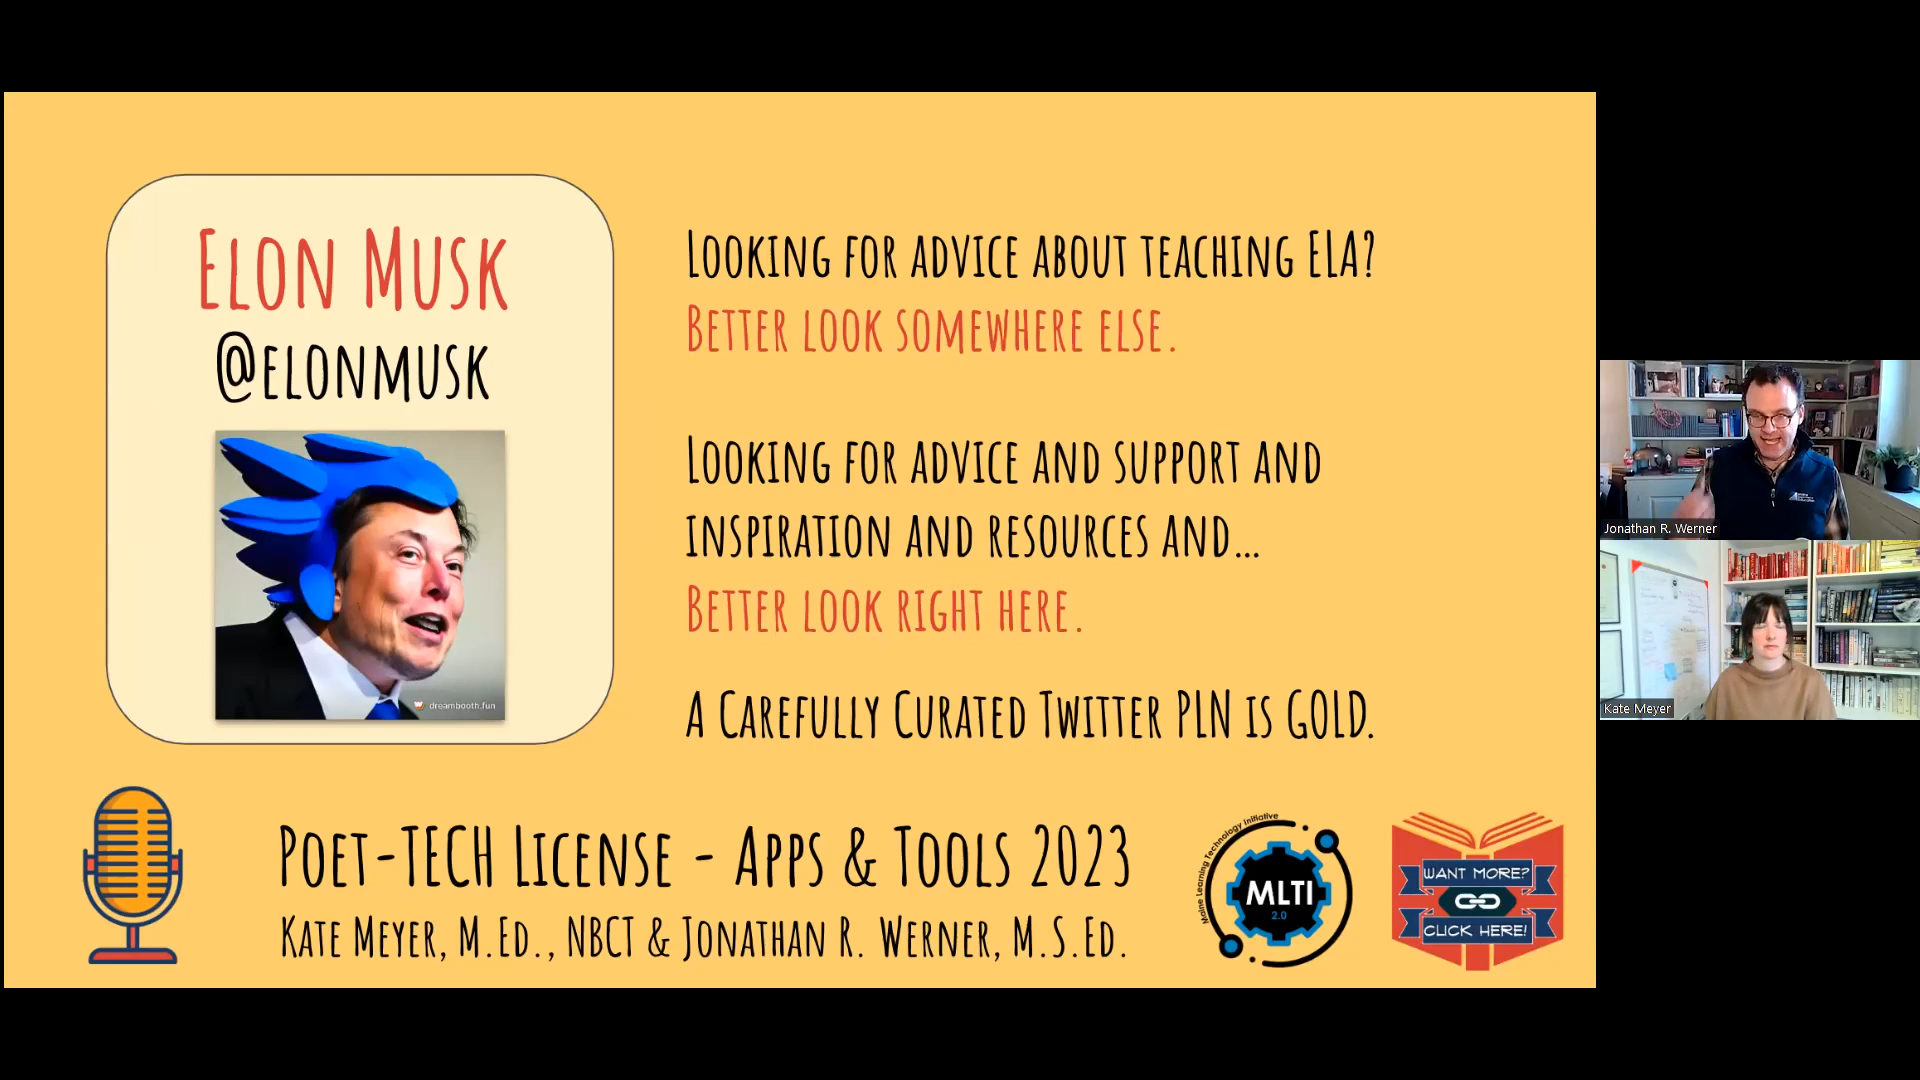 Elon Musk
@elonmusk
dreambooth.fun
Looking for advice about teaching ELA?
Better look somewhere else.
Looking for advice and support and
inspiration and resources and...
Better look right here.
A Carefully Curated Twitter PLN is GOLD.
Poet-TECH License - Apps & Tools 2023
Kate Meyer, M.Ed., NBCT & Jonathan R. Werner, M.S.Ed.
Maine Learning Technology Initiative
MLTI
2.0
WANT MORE?
CLICK HERE!
Jonathan R. Werner
Kate Meyer